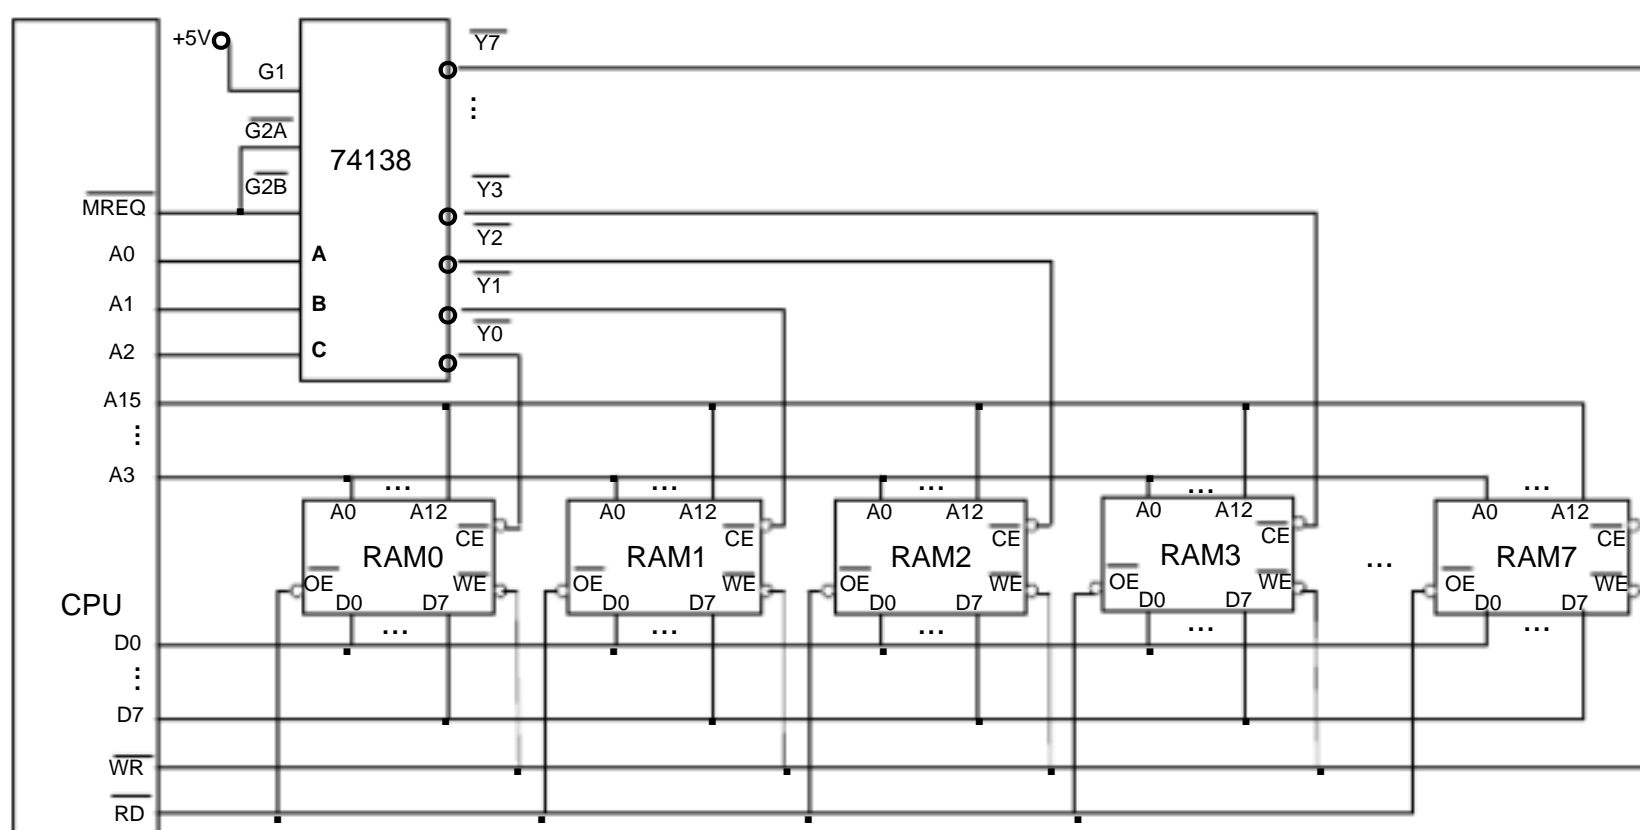 +5V
Y7
G1
⋮
G2A
74138
G2B
Y3
MREQ
Y2
A0 A
Y1
A1 B
Y0
A2 C
A15
⋮
A3
... ... ... ... ...
A0 A12 A0 A12 A0 A12 A0 A12 A0 A12
CE CE CE CE CE
RAM0 RAM1 RAM2 RAM3 ... RAM7
OE WE OE WE OE WE OE WE OE WE
D0 D7 D0 D7 D0 D7 D0 D7 D0 D7
CPU
... ... ... ... ...
D0
⋮
D7
WR
RD